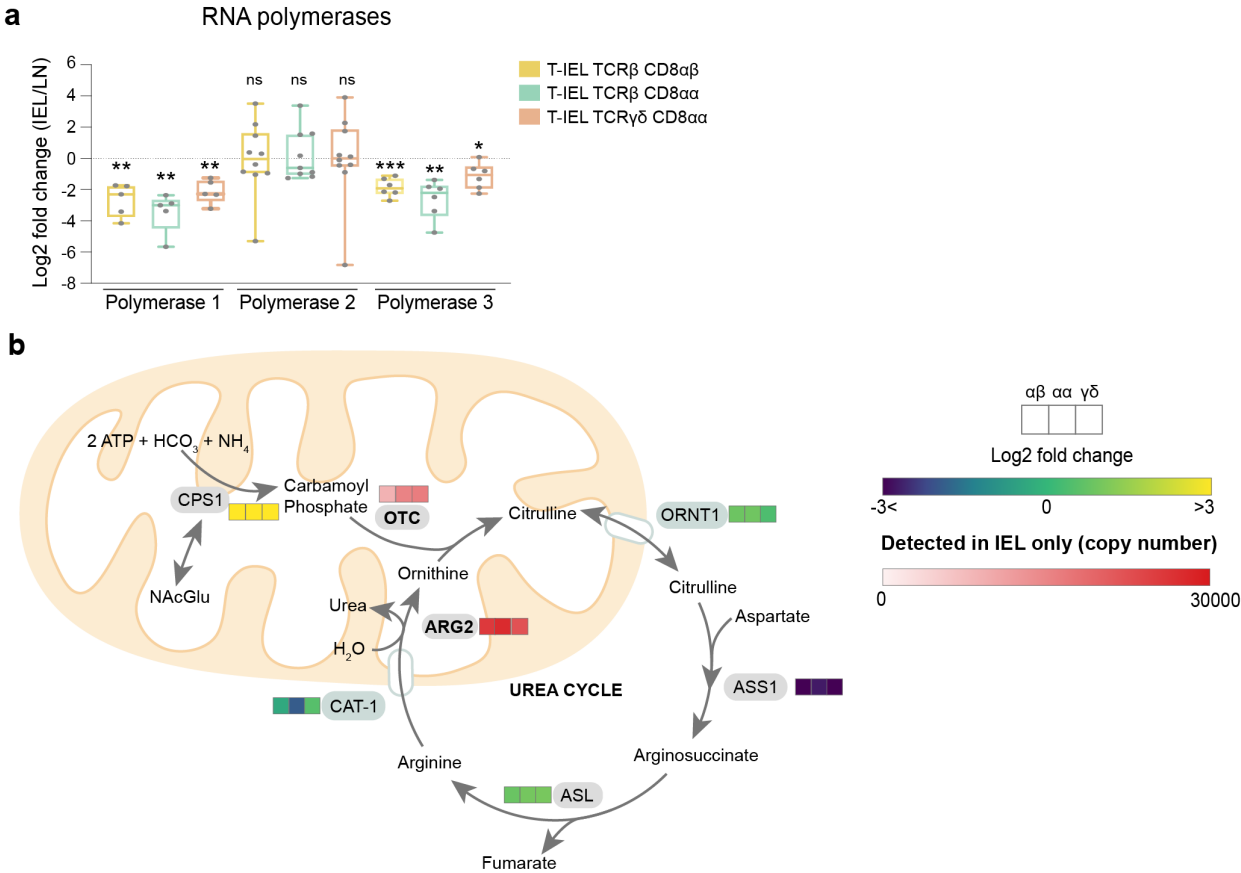 a
RNA polymerases
Log2 fold change (IEL/LN)
6
4
2
0
-2
-4
-6
-8
ns ns ns
** ** ** *** ** *
Polymerase 1 Polymerase 2 Polymerase 3
T-IEL TCRβ CD8αβ
T-IEL TCRβ CD8αα
T-IEL TCRγδ CD8αα
b
2 ATP + HCO3 + NH4
CPS1
Carbamoyl
Phosphate
OTC
NAcGlu
Citrulline
ORNT1
Ornithine
Citrulline
Urea
ARG2
Aspartate
H2O
UREA CYCLE
ASS1
CAT-1
Arginine
Arginosuccinate
ASL
Fumarate
αβ αα γδ
Log2 fold change
-3< 0 >3
Detected in IEL only (copy number)
0 30000